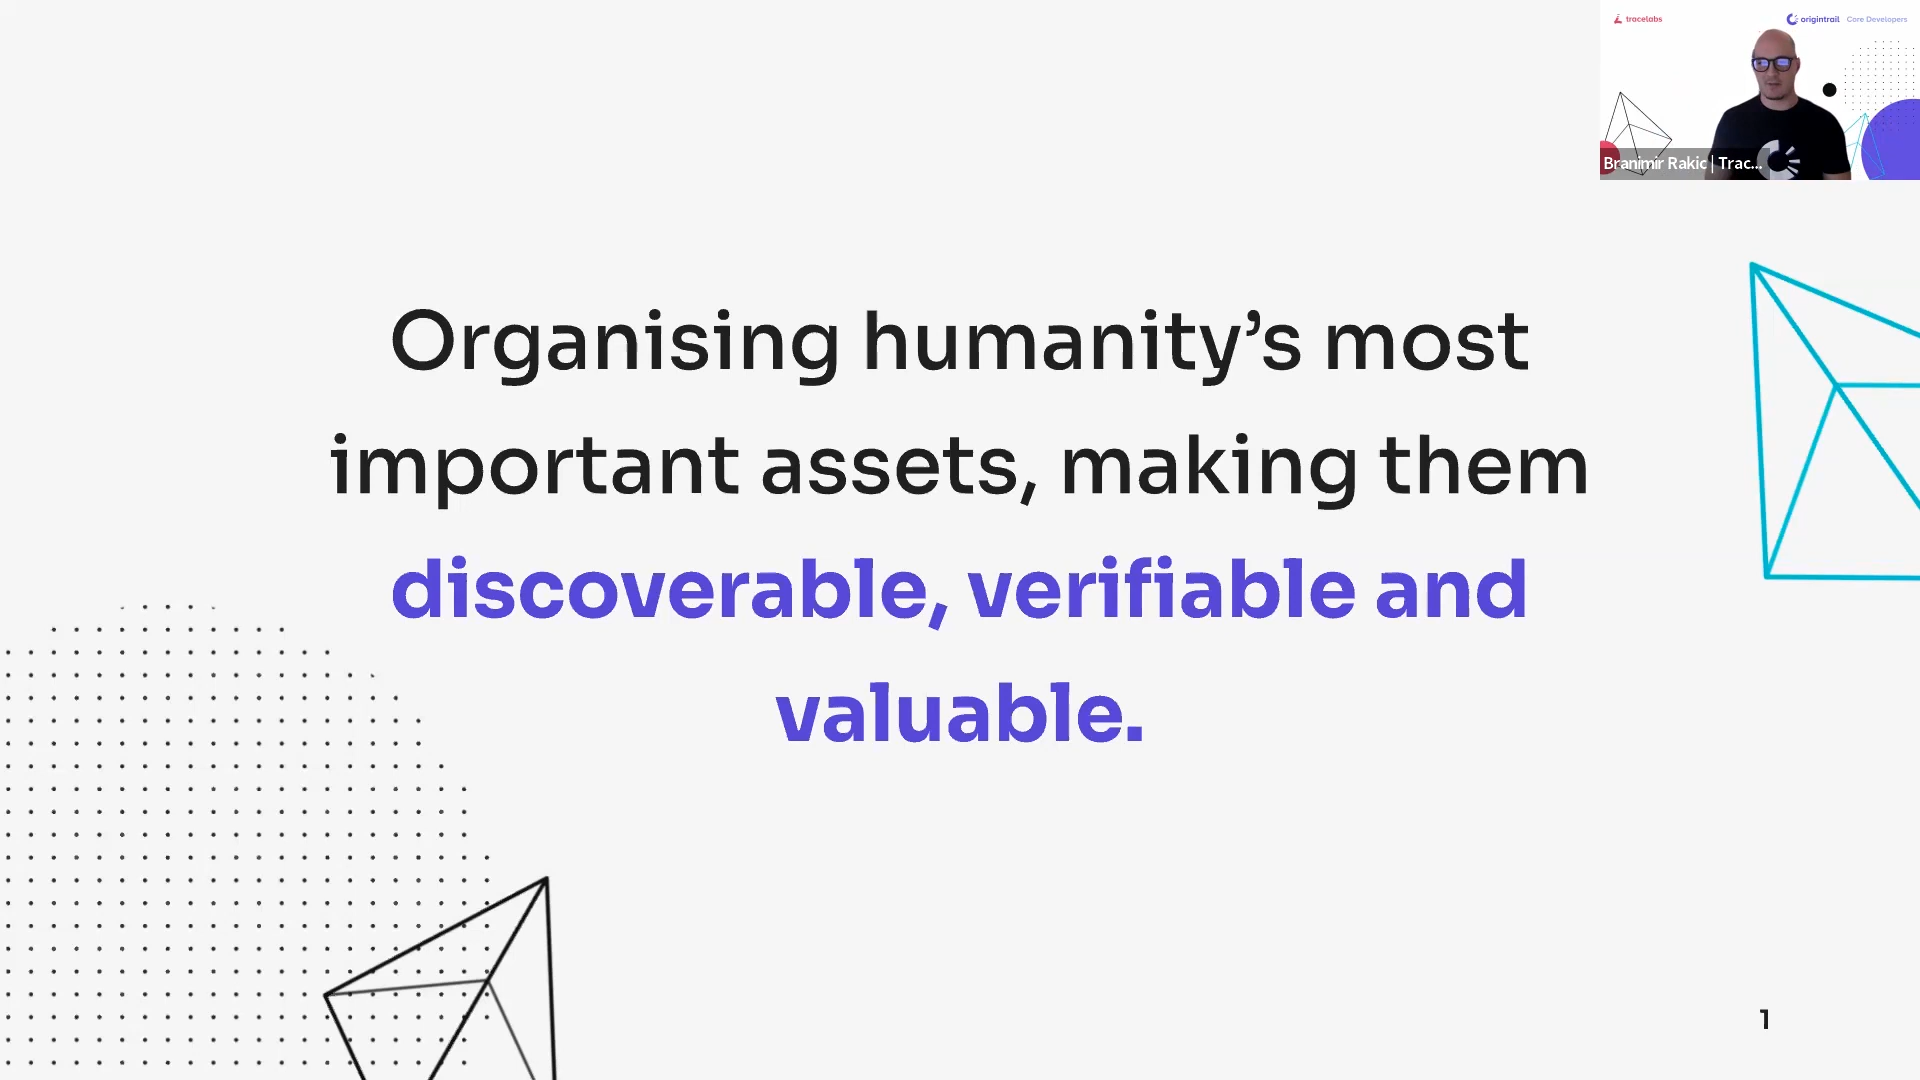 tracelabs
origintrail Core Developers
Branimir Rakic | Trac...
Organising humanity’s most
important assets, making them
discoverable, verifiable and
valuable.
1